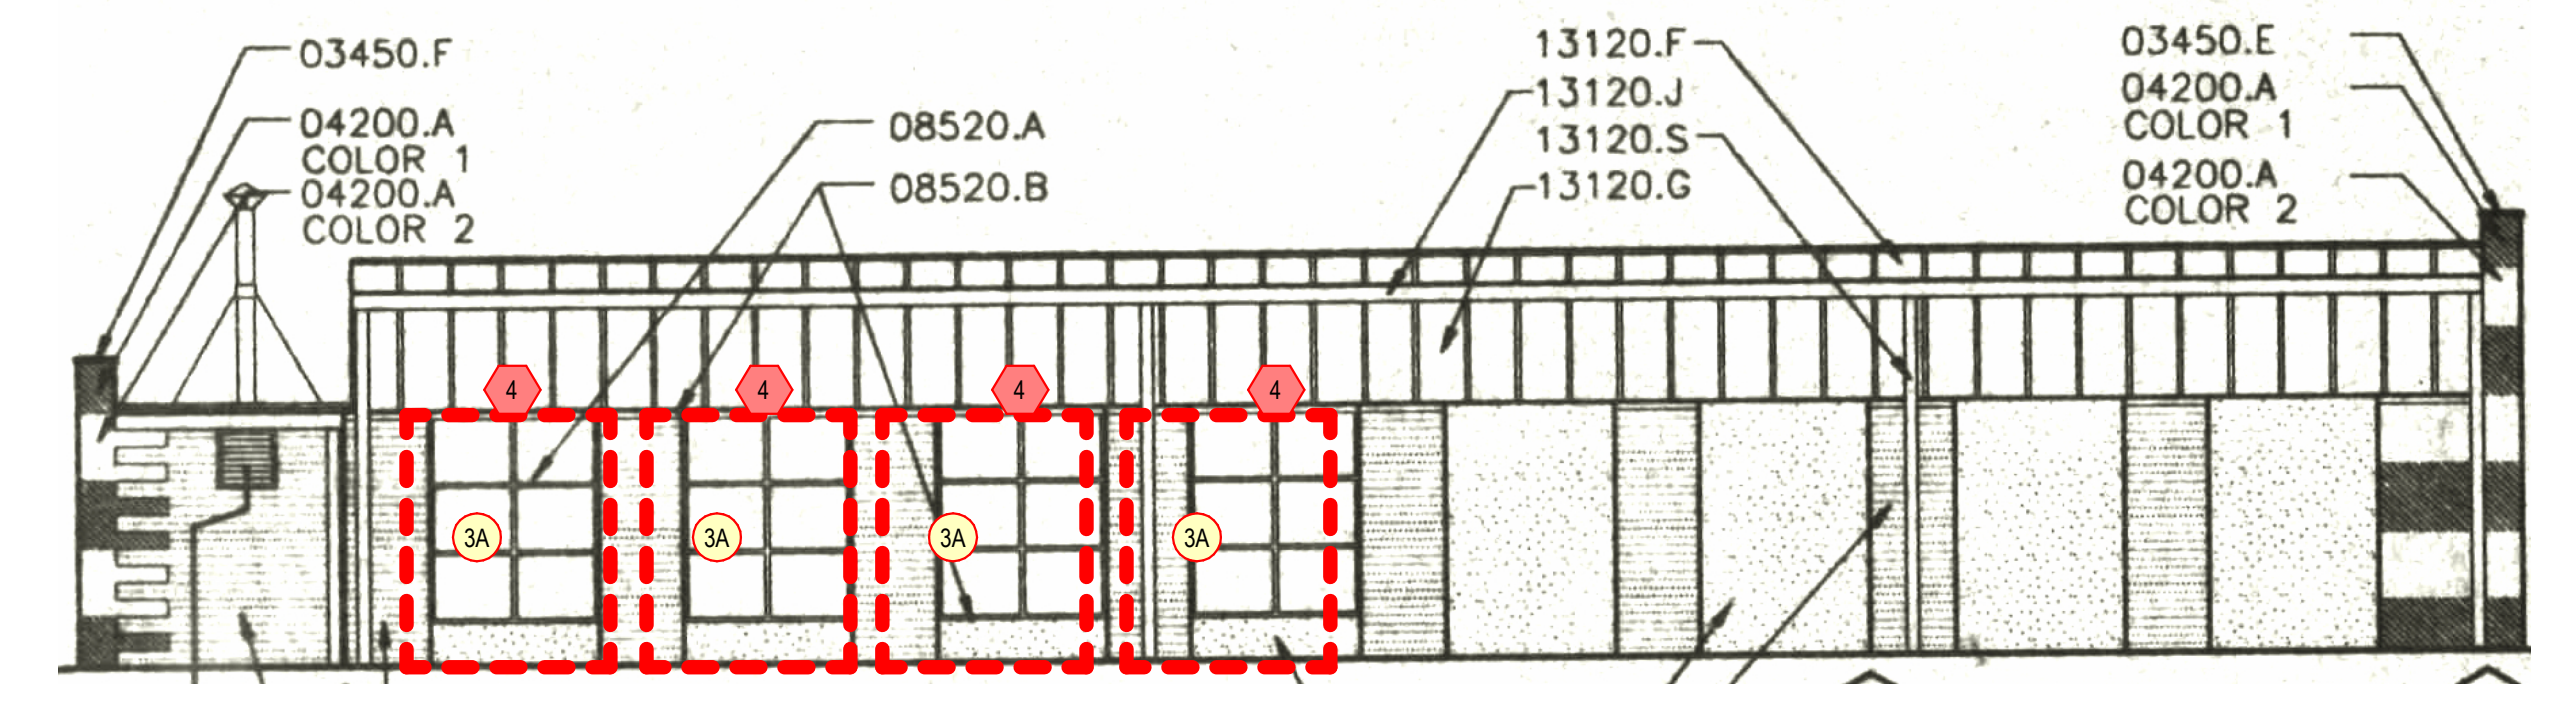 03450.F
04200.A
COLOR 1
04200.A
COLOR 2
08520.A
08520.B
13120.F
13120.J
13120.S
13120.G
03450.E
04200.A
COLOR 1
04200.A
COLOR 2
4
4
4
4
3A
3A
3A
3A